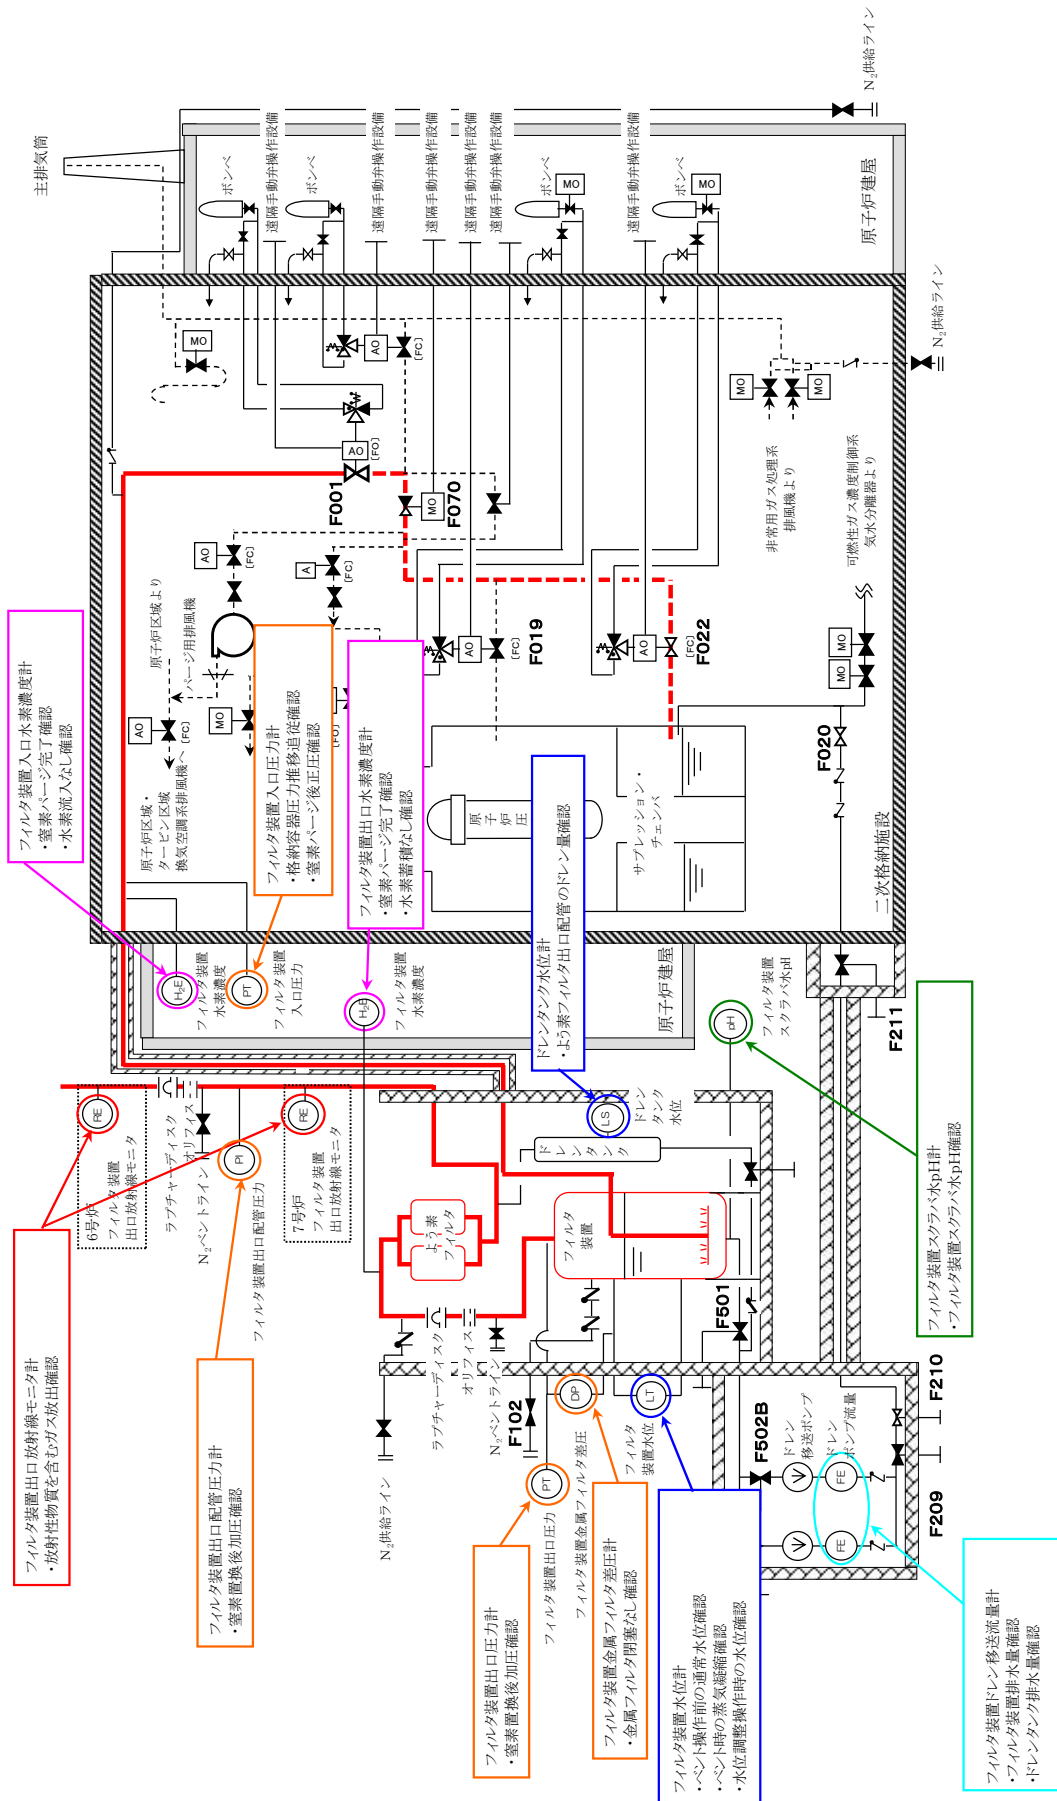 主排気筒
N₂供給ライン
ボンベ
遠隔手動弁操作設備
ボンベ
遠隔手動弁操作設備
遠隔手動弁操作設備
遠隔手動弁操作設備
遠隔手動弁操作設備
ボンベ
MO
遠隔手動弁操作設備
ボンベ
MO
原子炉建屋
N₂供給ライン
MO
AO
[FC]
AO
[FO]
F001
MO
F070
MO
MO
非常用ガス処理系
排風機より
可燃性ガス濃度制御系
気水分離器より
AO
[FC]
A
[FC]
原子炉区域より
パージ用排風機
AO
[FC]
MO
[FO]
原子炉区域・
タービン区域
換気空調系排風機へ
AO
[FC]
F019
AO
[FC]
F022
MO
MO
F020
原子炉圧
サプレッション・
チェンバ
二次格納施設
フィルタ装置入口水素濃度計
・窒素パージ完了確認
・水素流入なし確認
フィルタ装置入口圧力計
・格納容器圧力推移追従確認
・窒素パージ後正圧確認
フィルタ装置出口水素濃度計
・窒素パージ完了確認
・水素蓄積なし確認
ドレンタンク水位計
・よう素フィルタ出口配管のドレン量確認
H₂E
フィルタ装置
水素濃度
PT
フィルタ装置
入口圧力
H₂E
フィルタ装置
水素濃度
原子炉建屋
pH
フィルタ装置
スクラバ水pH
F211
RE
6号炉
フィルタ装置
出口放射線モニタ
ラプチャーディスク
オリフィス
N₂ベントライン
PI
フィルタ装置出口配管圧力
RE
7号炉
フィルタ装置
出口放射線モニタ
LS
ドレン
タンク
水位
ドレンタンク
よう素
フィルタ
フィルタ
装置
F501
フィルタ装置スクラバ水pH計
・フィルタ装置スクラバ水pH確認
フィルタ装置出口放射線モニタ計
・放射性物質を含むガス放出確認
フィルタ装置出口配管圧力計
・窒素置換後加圧確認
N₂供給ライン
ラプチャーディスク
オリフィス
N₂ベントライン
F102
PT
フィルタ装置出口圧力
DP
フィルタ装置金属フィルタ差圧
LT
フィルタ
装置水位
F502B
ドレン
移送ポンプ
ドレン
ポンプ流量
FE
FE
F210
F209
フィルタ装置出口圧力計
・窒素置換後加圧確認
フィルタ装置金属フィルタ差圧計
・金属フィルタ閉塞なし確認
フィルタ装置水位計
・ベント操作前の通常水位確認
・ベント時の蒸気凝縮確認
・水位調整操作時の水位確認
フィルタ装置ドレン移送流量計
・フィルタ装置排水量確認
・ドレンタンク排水量確認